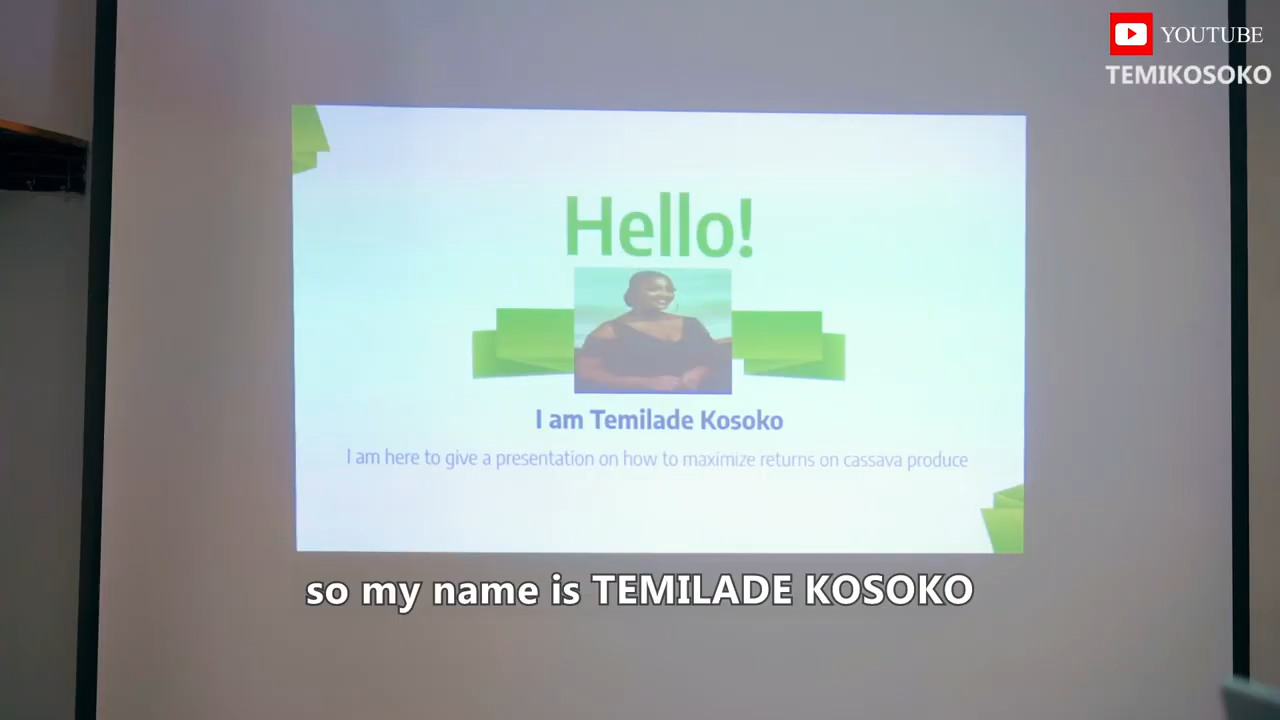 YOUTUBE
TEMIKOSOKO
Hello!
I am Temilade Kosoko
I am here to give a presentation on how to maximize returns on cassava produce
so my name is TEMILADE KOSOKO